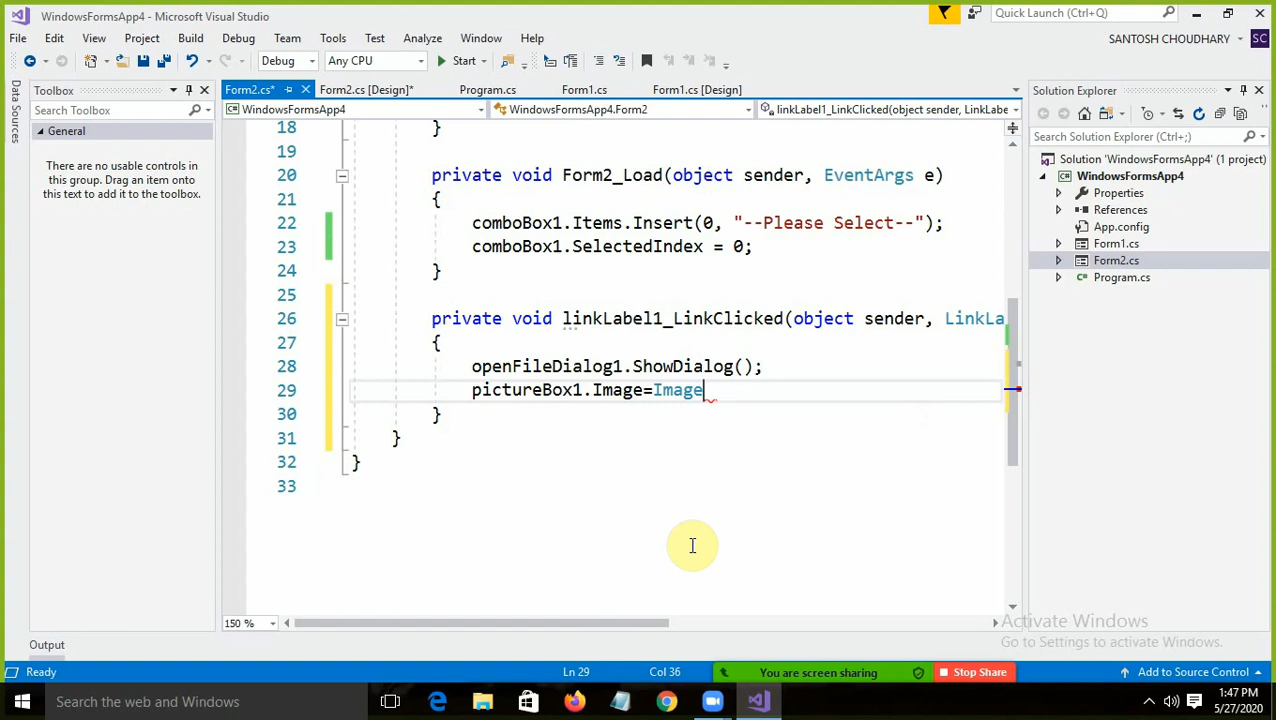 WindowsFormsApp4 - Microsoft Visual Studio
Quick Launch (Ctrl+Q)
File Edit View Project Build Debug Team Tools Test Analyze Window Help
SANTOSH CHOUDHARY
SC
Debug Any CPU Start
Data Sources
Toolbox
Search Toolbox
General
There are no usable controls in
this group. Drag an item onto
this text to add it to the toolbox.
Form2.cs* Form2.cs [Design]* Program.cs Form1.cs Form1.cs [Design]
WindowsFormsApp4 WindowsFormsApp4.Form2 linkLabel1_LinkClicked(object sender, LinkLabe
18 }
19
20 private void Form2_Load(object sender, EventArgs e)
21 {
22 comboBox1.Items.Insert(0, "--Please Select--");
23 comboBox1.SelectedIndex = 0;
24 }
25
26 private void linkLabel1_LinkClicked(object sender, LinkLa
27 {
28 openFileDialog1.ShowDialog();
29 pictureBox1.Image=Image
30 }
31 }
32 }
33
150 %
Solution Explorer
Search Solution Explorer (Ctrl+;)
Solution 'WindowsFormsApp4' (1 project)
WindowsFormsApp4
Properties
References
App.config
Form1.cs
Form2.cs
Program.cs
Activate Windows
Go to Settings to activate Windows.
Output
Ready Ln 29 Col 36 You are screen sharing Stop Share Add to Source Control
Search the web and Windows
1:47 PM
5/27/2020